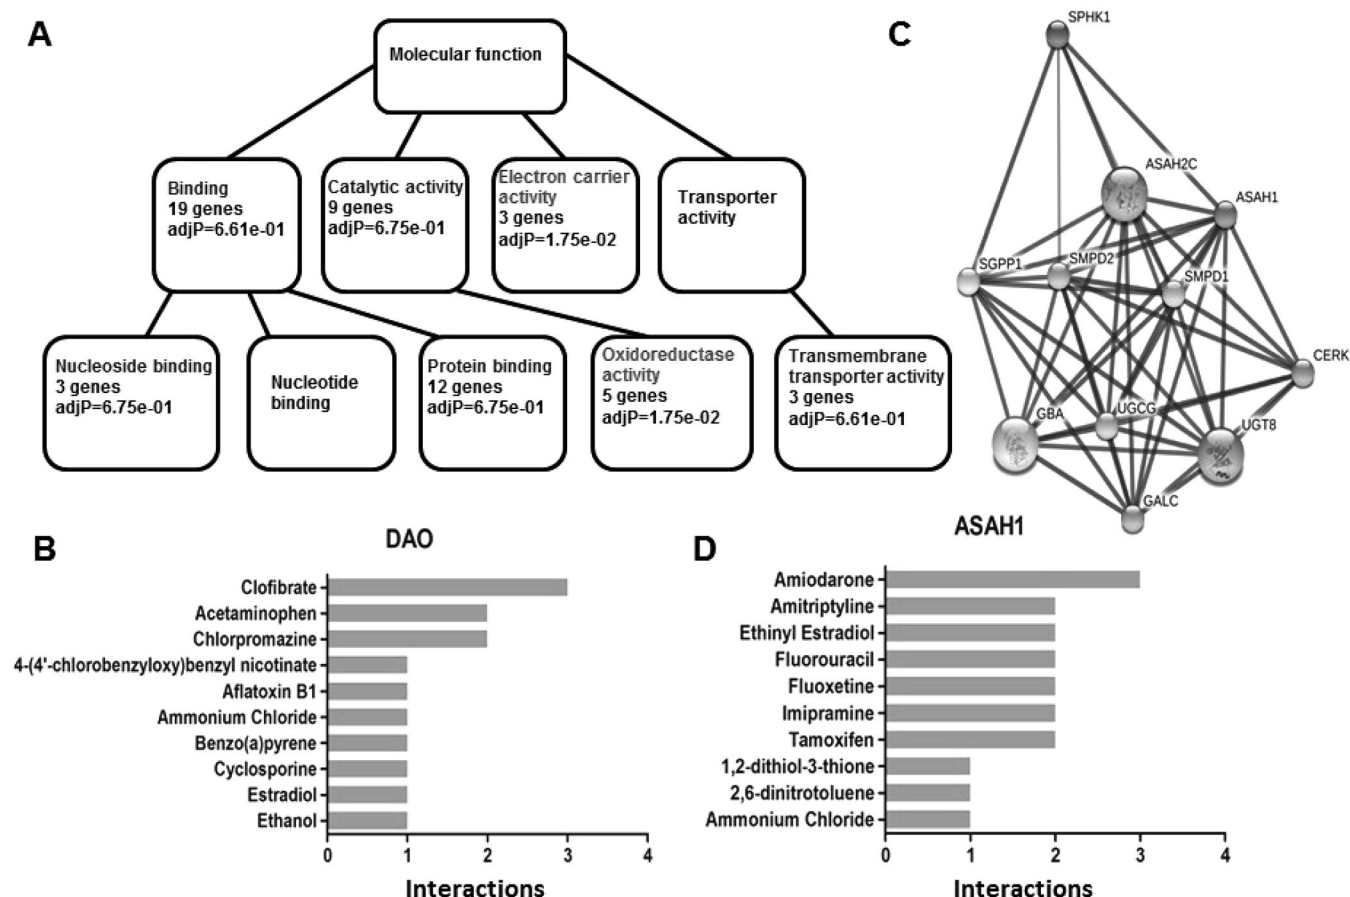 A
Molecular function
Binding
19 genes
adjP=6.61e-01
Catalytic activity
9 genes
adjP=6.75e-01
Electron carrier
activity
3 genes
adjP=1.75e-02
Transporter
activity
Nucleoside binding
3 genes
adjP=6.75e-01
Nucleotide
binding
Protein binding
12 genes
adjP=6.75e-01
Oxidoreductase
activity
5 genes
adjP=1.75e-02
Transmembrane
transporter activity
3 genes
adjP=6.61e-01
C
SPHK1
ASAH2C
ASAH1
SGPP1
SMPD2
SMPD1
CERK
GBA
UGCG
UGT8
GALC
B
DAO
Clofibrate
Acetaminophen
Chlorpromazine
4-(4'-chlorobenzyloxy)benzyl nicotinate
Aflatoxin B1
Ammonium Chloride
Benzo(a)pyrene
Cyclosporine
Estradiol
Ethanol
0 1 2 3 4
Interactions
D
ASAH1
Amiodarone
Amitriptyline
Ethinyl Estradiol
Fluorouracil
Fluoxetine
Imipramine
Tamoxifen
1,2-dithiol-3-thione
2,6-dinitrotoluene
Ammonium Chloride
0 1 2 3 4
Interactions